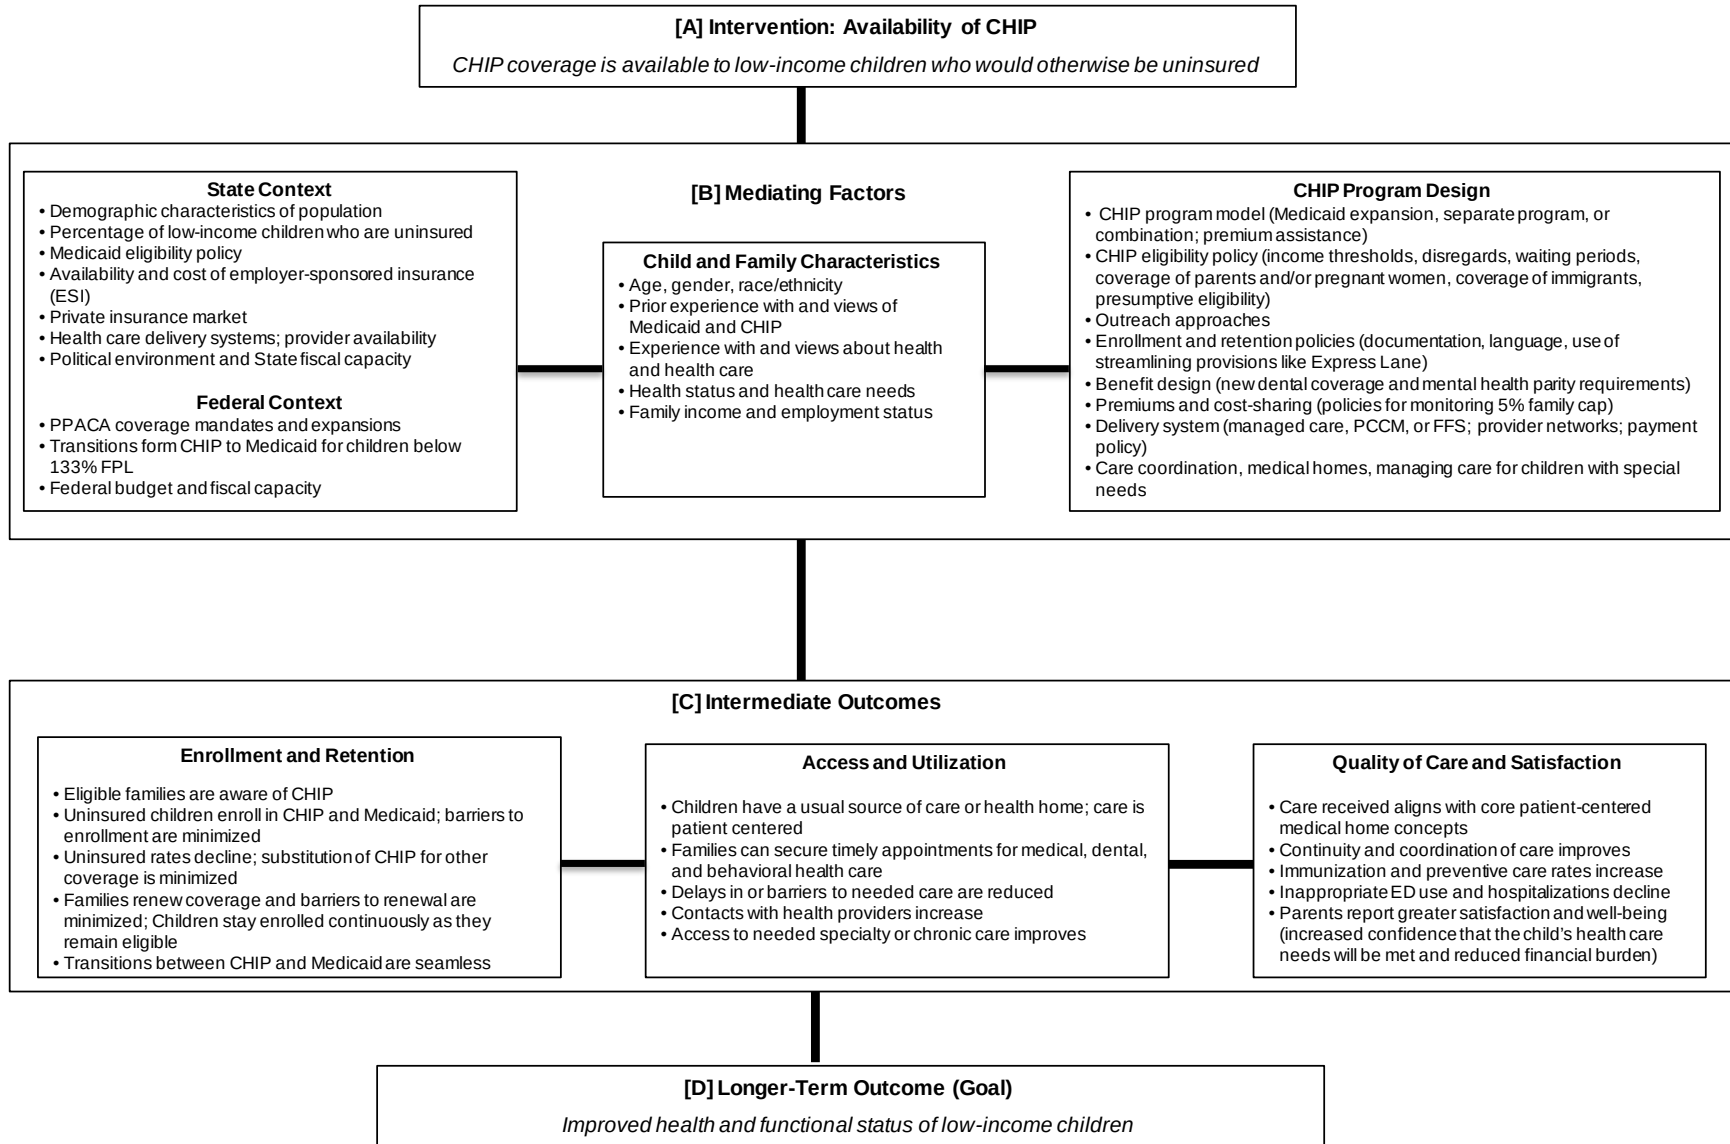 [A] Intervention: Availability of CHIP
CHIP coverage is available to low-income children who would otherwise be uninsured
[B] Mediating Factors
State Context
• Demographic characteristics of population
• Percentage of low-income children who are uninsured
• Medicaid eligibility policy
• Availability and cost of employer-sponsored insurance
(ESI)
• Private insurance market
• Health care delivery systems; provider availability
• Political environment and State fiscal capacity
Federal Context
• PPACA coverage mandates and expansions
• Transitions form CHIP to Medicaid for children below
133% FPL
• Federal budget and fiscal capacity
Child and Family Characteristics
• Age, gender, race/ethnicity
• Prior experience with and views of
Medicaid and CHIP
• Experience with and views about health
and health care
• Health status and health care needs
• Family income and employment status
CHIP Program Design
• CHIP program model (Medicaid expansion, separate program, or
combination; premium assistance)
• CHIP eligibility policy (income thresholds, disregards, waiting periods,
coverage of parents and/or pregnant women, coverage of immigrants,
presumptive eligibility)
• Outreach approaches
• Enrollment and retention policies (documentation, language, use of
streamlining provisions like Express Lane)
• Benefit design (new dental coverage and mental health parity requirements)
• Premiums and cost-sharing (policies for monitoring 5% family cap)
• Delivery system (managed care, PCCM, or FFS; provider networks; payment
policy)
• Care coordination, medical homes, managing care for children with special
needs
[C] Intermediate Outcomes
Enrollment and Retention
• Eligible families are aware of CHIP
• Uninsured children enroll in CHIP and Medicaid; barriers to
enrollment are minimized
• Uninsured rates decline; substitution of CHIP for other
coverage is minimized
• Families renew coverage and barriers to renewal are
minimized; Children stay enrolled continuously as they
remain eligible
• Transitions between CHIP and Medicaid are seamless
Access and Utilization
• Children have a usual source of care or health home; care is
patient centered
• Families can secure timely appointments for medical, dental,
and behavioral health care
• Delays in or barriers to needed care are reduced
• Contacts with health providers increase
• Access to needed specialty or chronic care improves
Quality of Care and Satisfaction
• Care received aligns with core patient-centered
medical home concepts
• Continuity and coordination of care improves
• Immunization and preventive care rates increase
• Inappropriate ED use and hospitalizations decline
• Parents report greater satisfaction and well-being
(increased confidence that the child’s health care
needs will be met and reduced financial burden)
[D] Longer-Term Outcome (Goal)
Improved health and functional status of low-income children